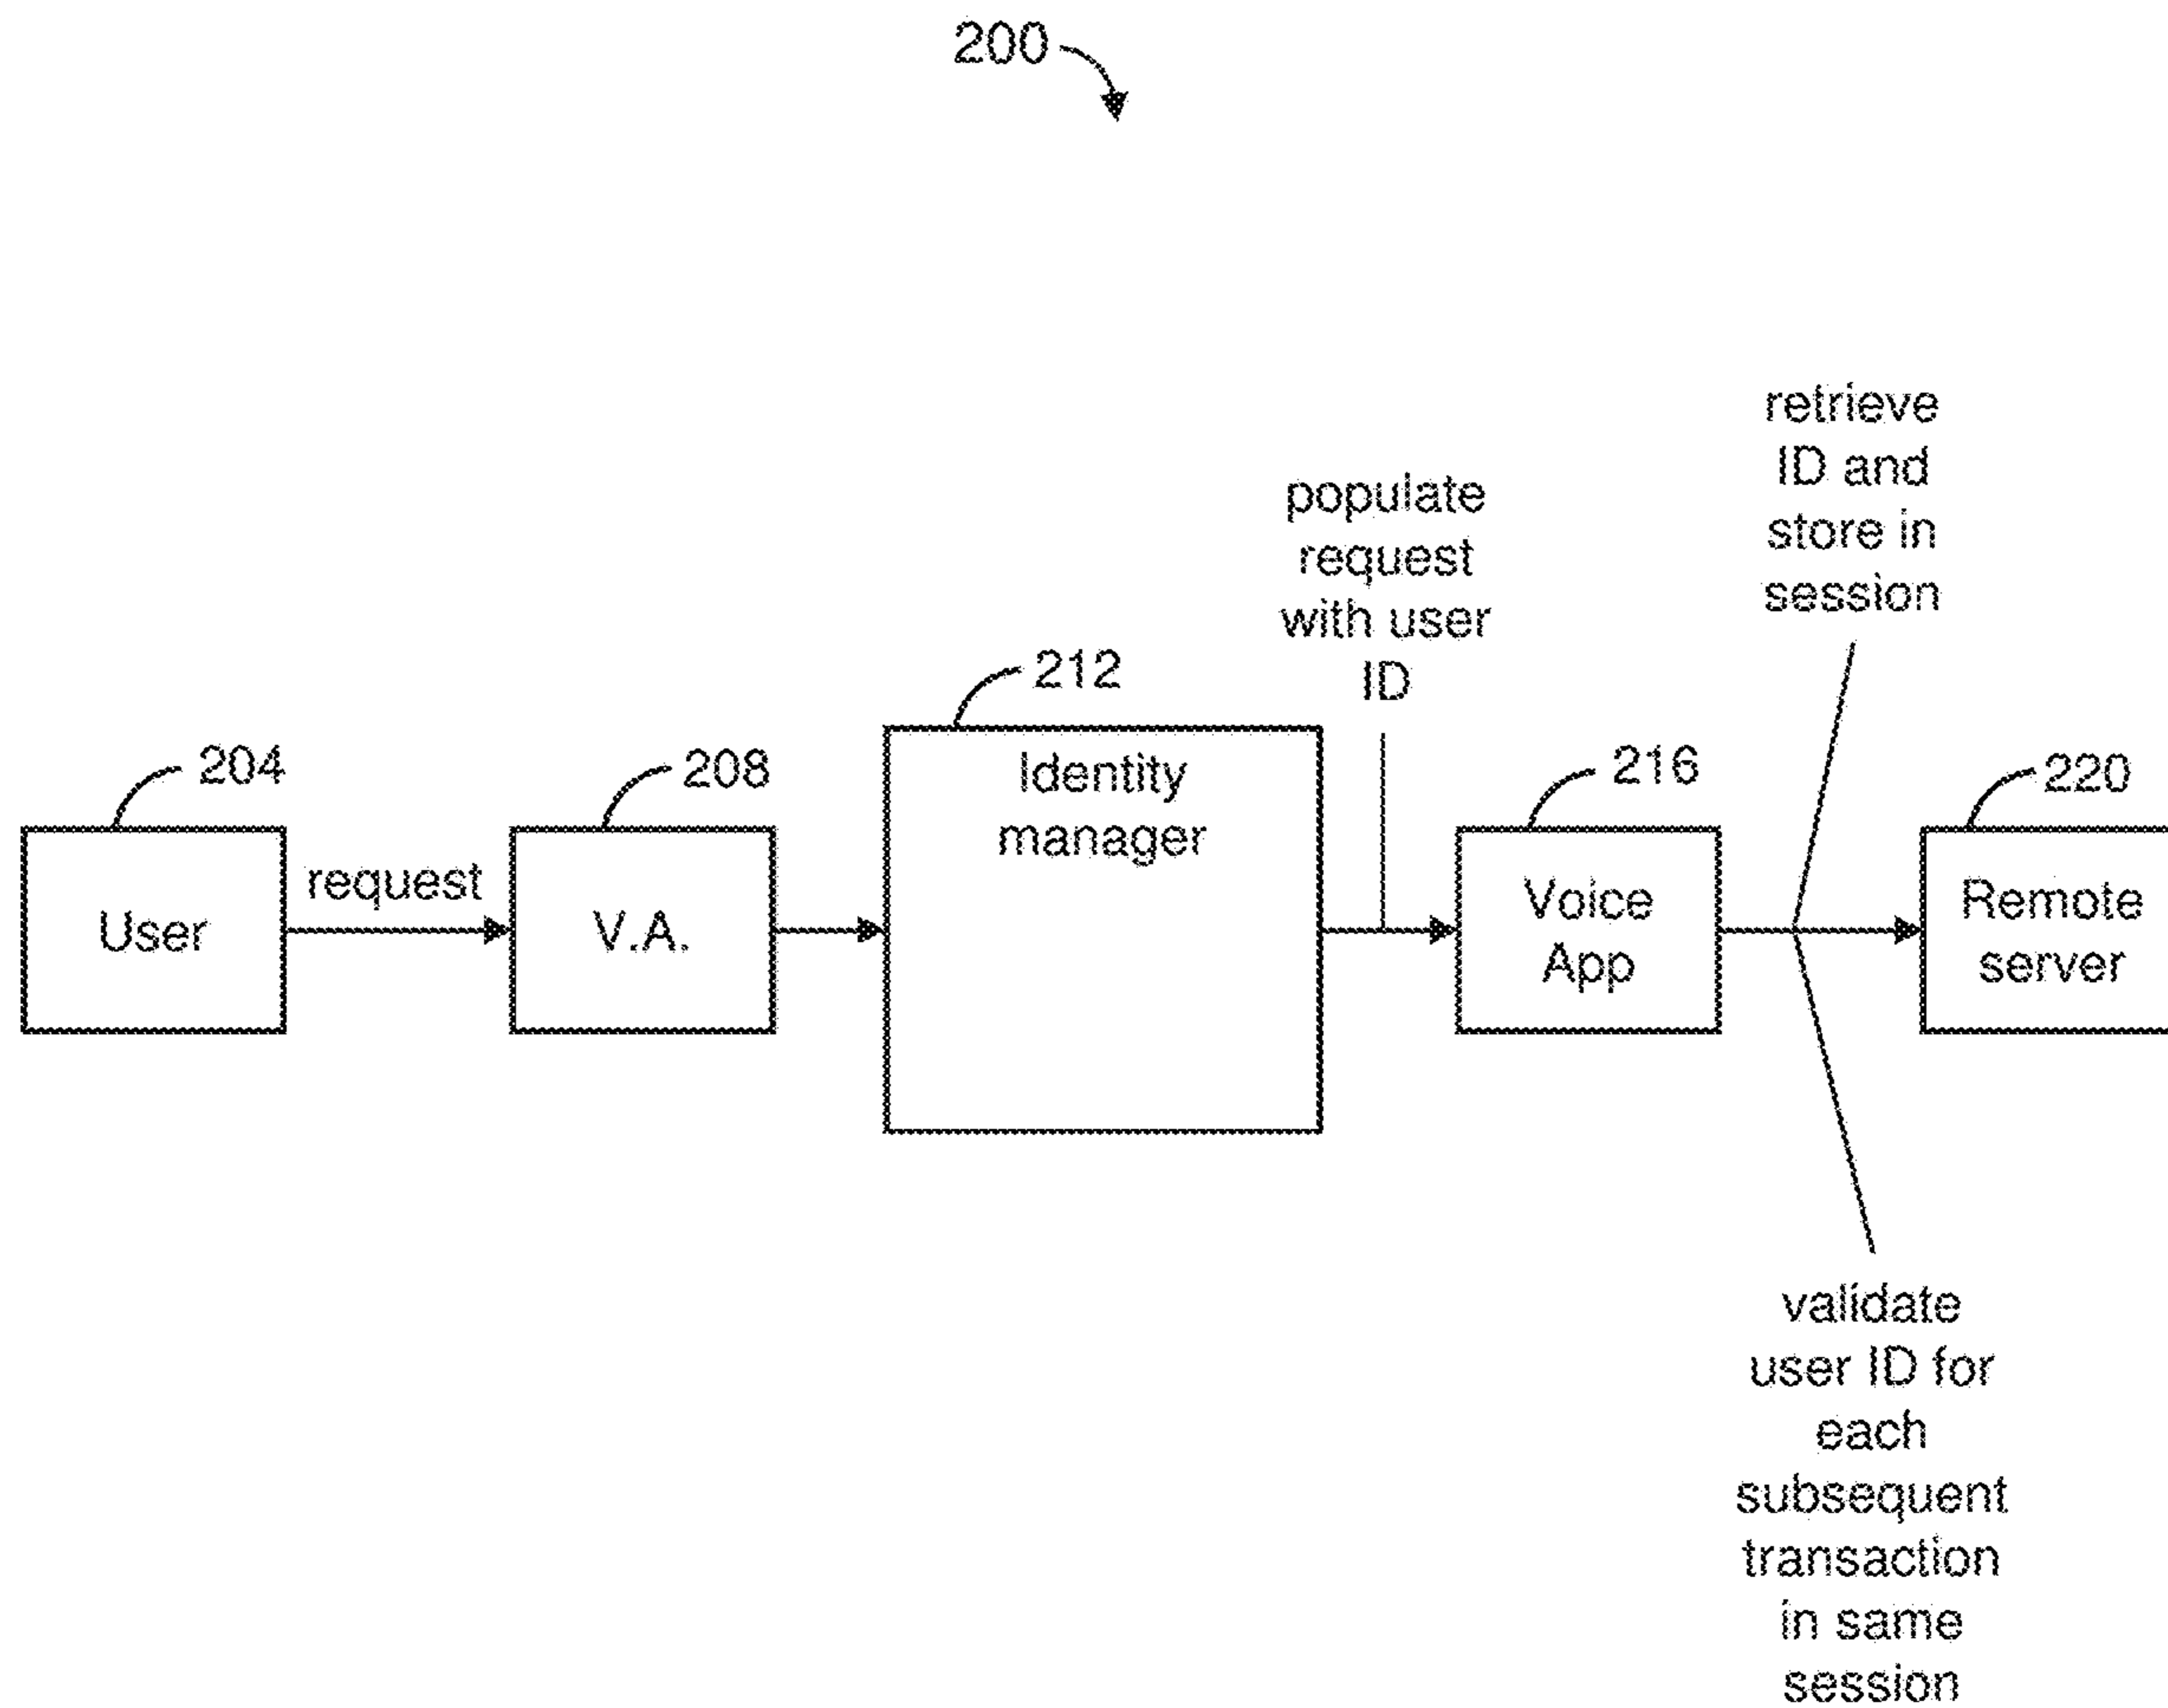 200
retrieve
ID and
store in
session
populate
request
with user
ID
212
Identity
manager
204
208
216
220
request
User
V.A.
Voice
App
Remote
server
validate
user ID for
each
subsequent
transaction
in same
session